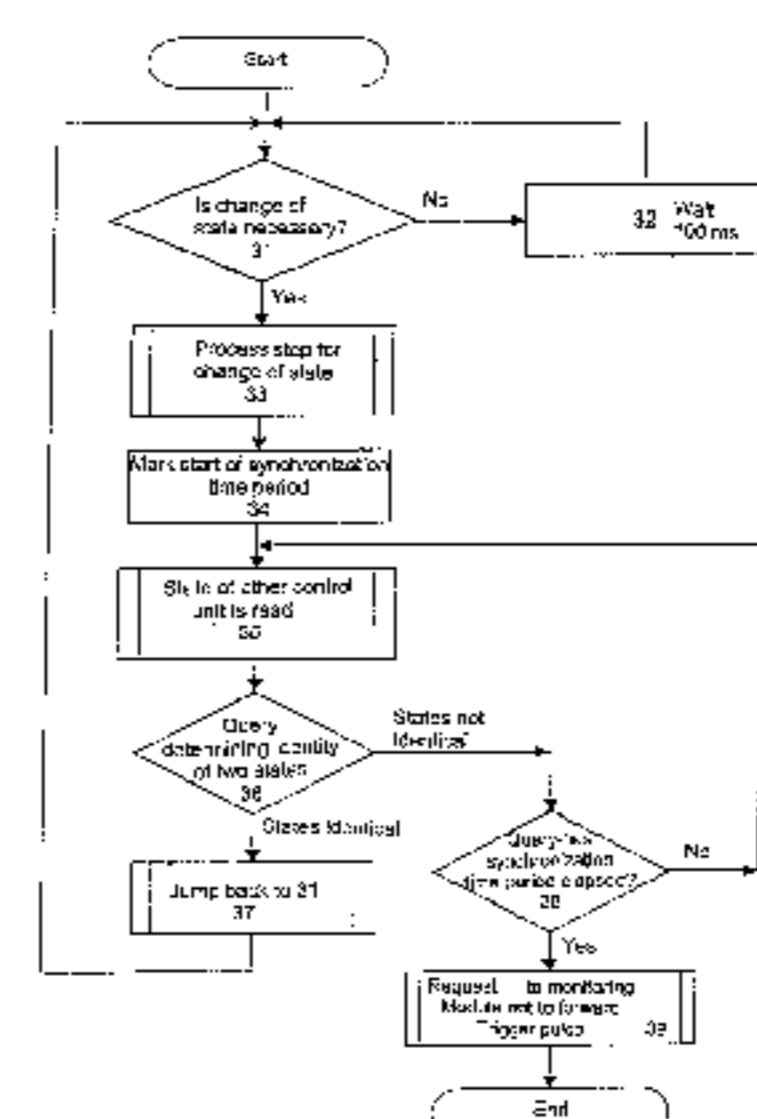 Start
Is change of
state necessary?
31
No
32 Wait
100 ms
Yes
Process step for
change of state
33
Mark start of synchronization
time period
34
State of other control
unit is read
35
Query
determining identity
of two states
36
States not
Identical
States Identical
Jump back to 31
37
Query-has
synchronization
time period elapsed?
38
No
Yes
Request to monitoring
Module not to forward
Trigger pulse 39
End